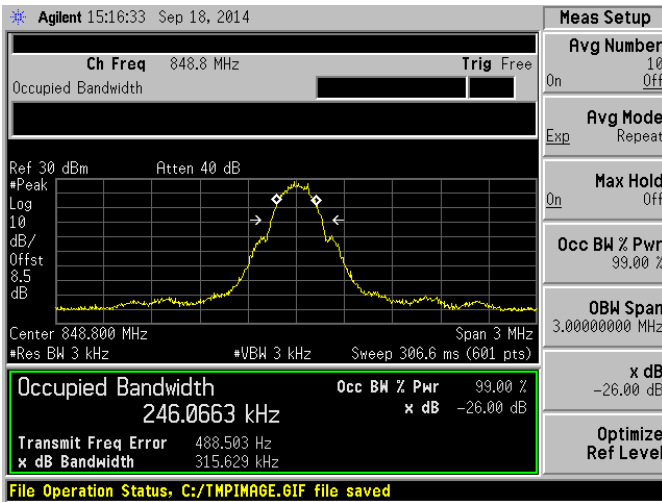 Agilent 15:16:33 Sep 18, 2014
Meas Setup
Ch Freq 848.8 MHz Trig Free
Occupied Bandwidth
Avg Number
10
On Off
Avg Mode
Exp Repeat
Max Hold
On Off
Occ BW % Pwr
99.00 %
OBW Span
3.00000000 MHz
x dB
-26.00 dB
Optimize
Ref Level
Ref 30 dBm Atten 40 dB
#Peak
Log
10
dB/
Offst
8.5
dB
Center 848.800 MHz Span 3 MHz
#Res BW 3 kHz #VBW 3 kHz Sweep 306.6 ms (601 pts)
Occupied Bandwidth
246.0663 kHz
Occ BW % Pwr 99.00 %
x dB -26.00 dB
Transmit Freq Error 488.503 Hz
x dB Bandwidth 315.629 kHz
File Operation Status, C:/TMPIMAGE.GIF file saved